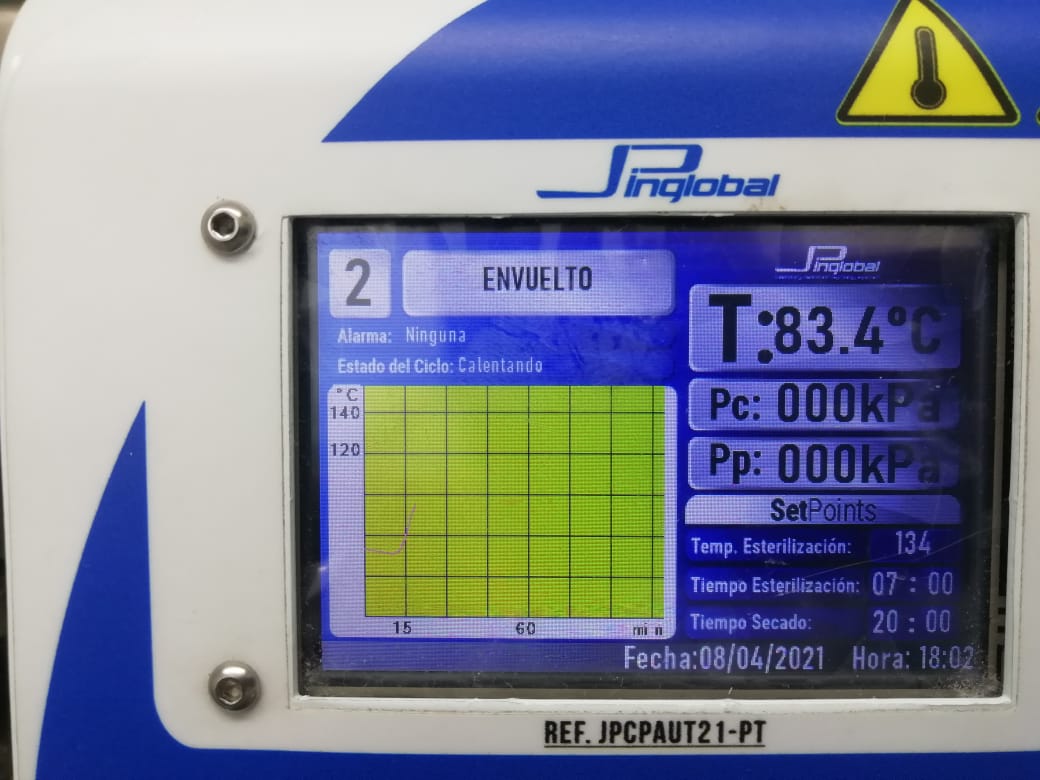 JPinglobal
2
ENVUELTO
JPinglobal
Alarma: Ninguna
Estado del Ciclo: Calentando
T:83.4°C
Pc: 000kPa
Pp: 000kPa
°C
140
120
15
60
min
SetPoints
Temp. Esterilización: 134
Tiempo Esterilización: 07 : 00
Tiempo Secado: 20 : 00
Fecha:08/04/2021 Hora: 18:02
REF. JPCPAUT21-PT